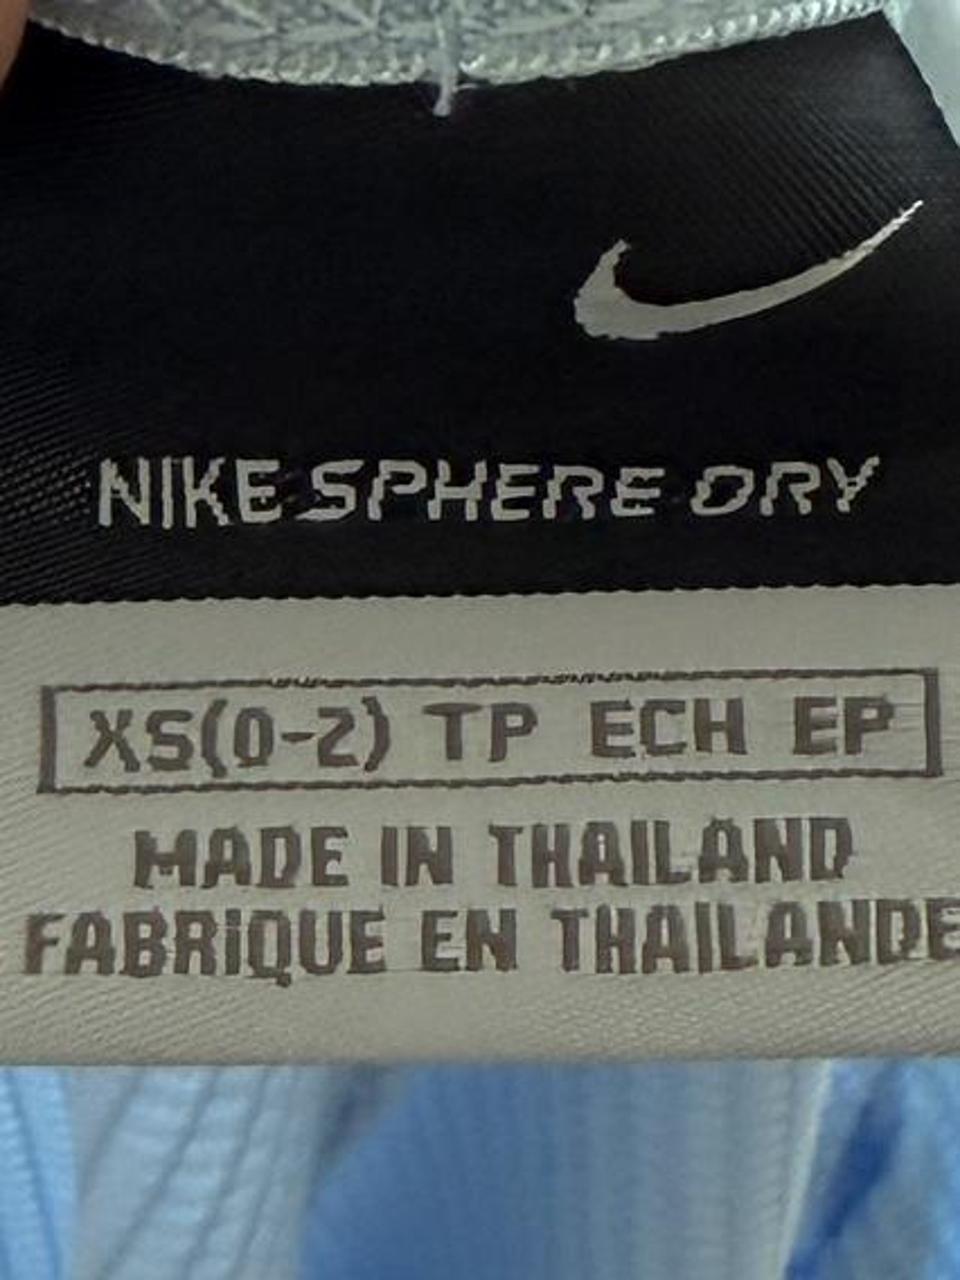 NIKE SPHERE DRY
XS(0-2) TP ECH EP
MADE IN THAILAND
FABRIQUE EN THAILANDE